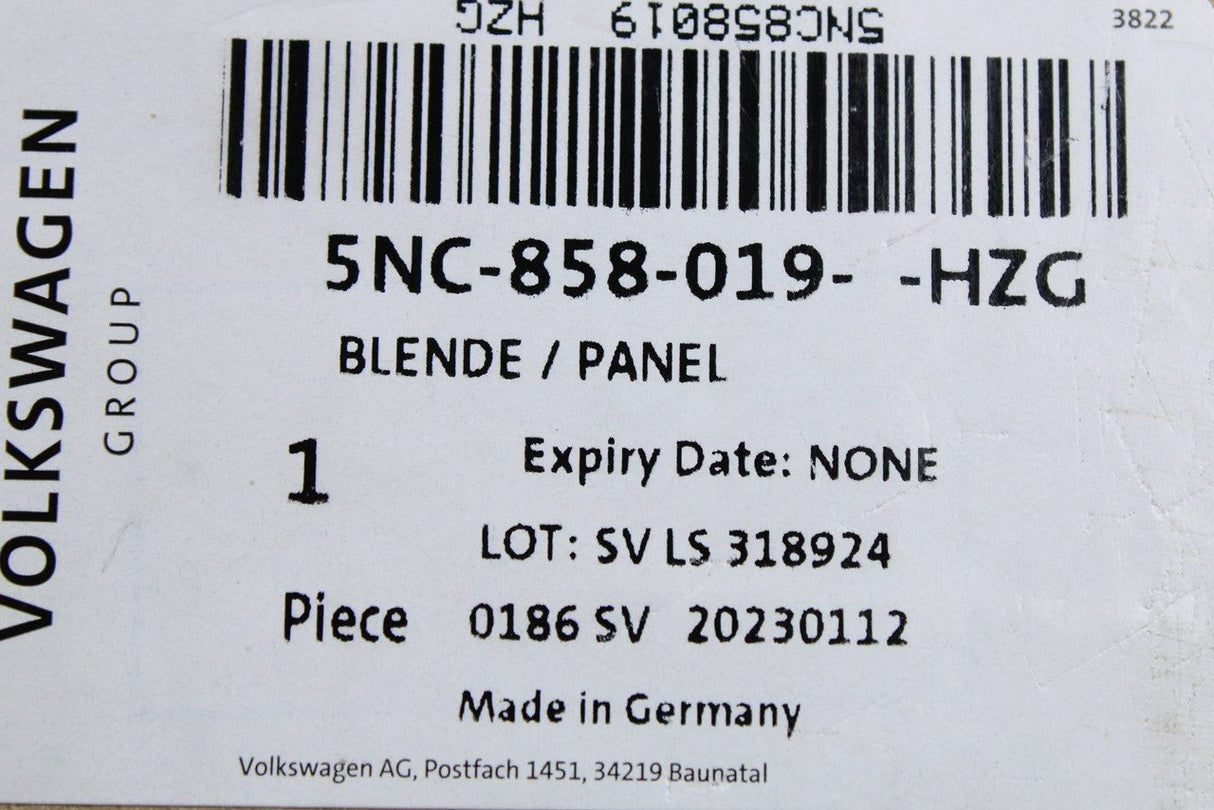 5NC858019 HZG
3822
5NC-858-019- -HZG
BLENDE / PANEL
1
Expiry Date: NONE
LOT: SV LS 318924
Piece 0186 SV 20230112
Made in Germany
Volkswagen AG, Postfach 1451, 34219 Baunatal
VOLKSWAGEN
GROUP